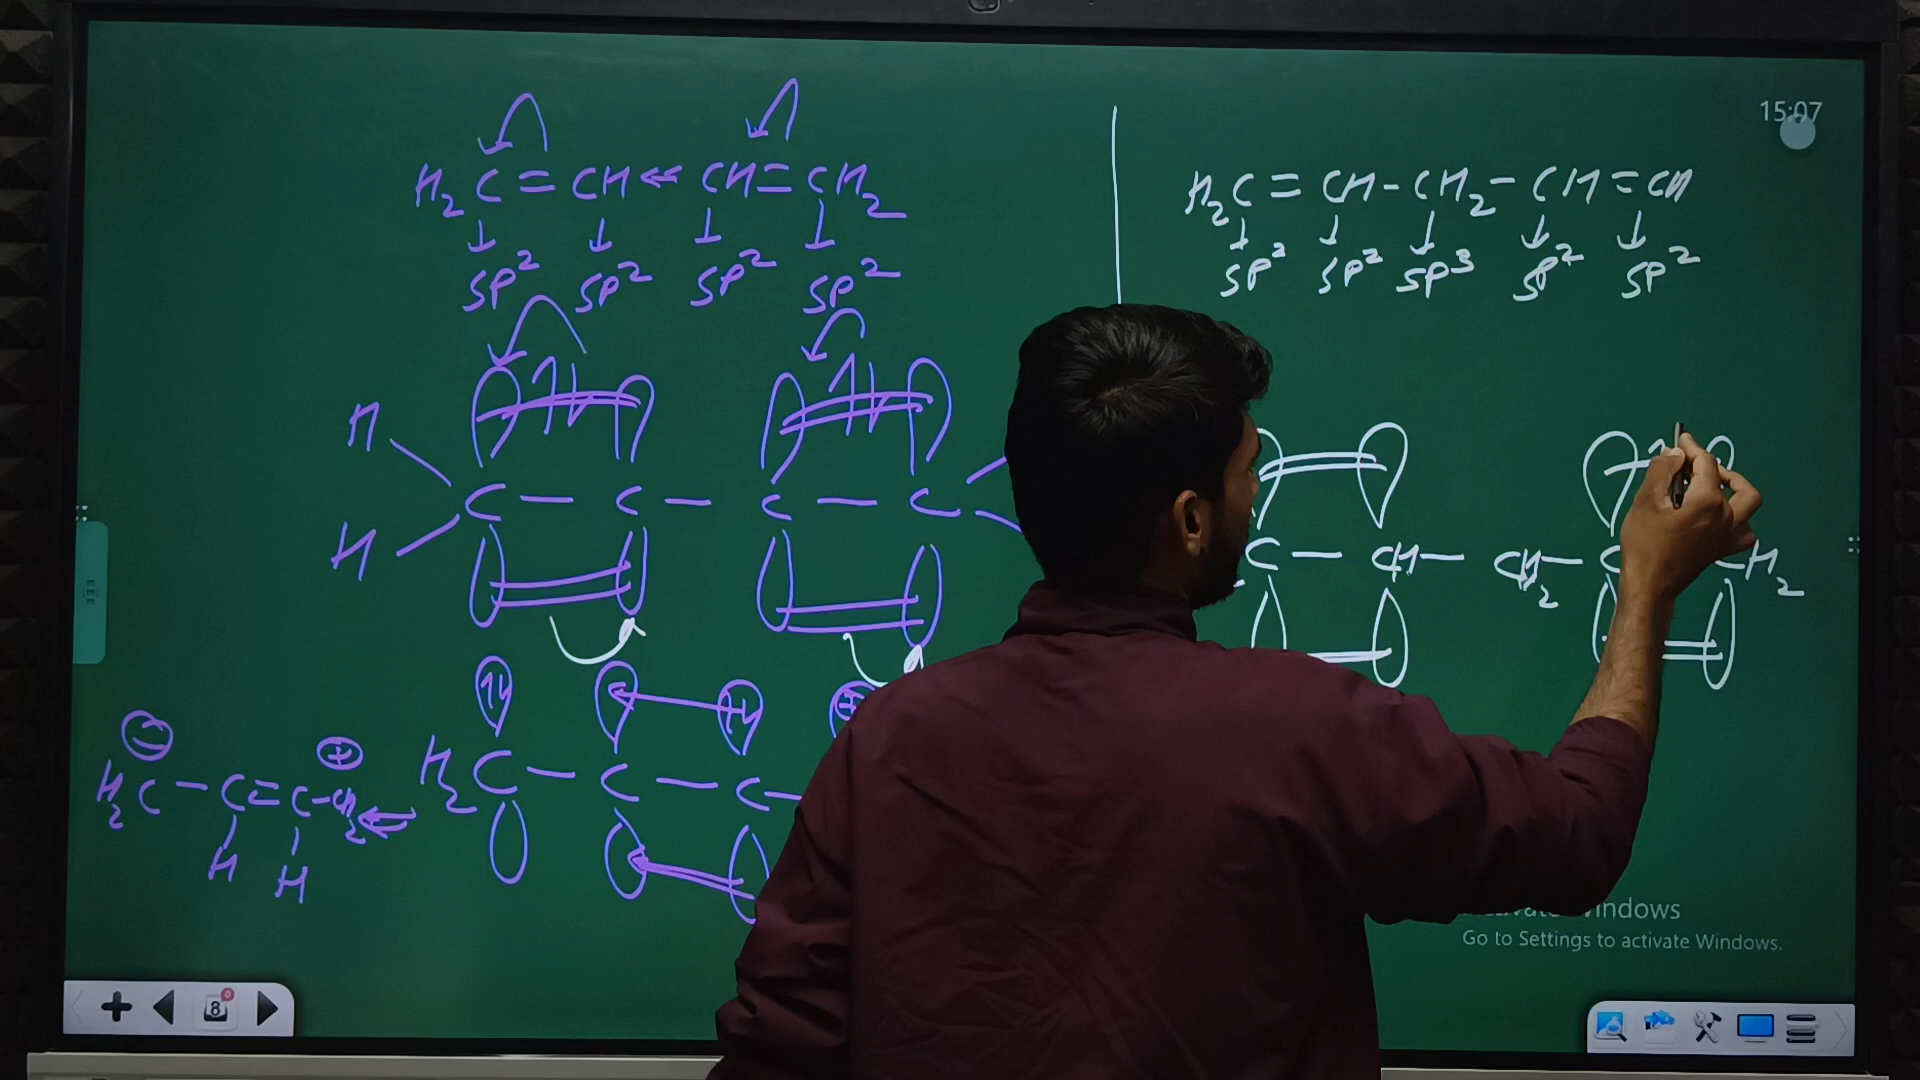 15:07
H₂C = CH ↞ CH = CH₂
SP² SP² SP² SP²
H₂C = CH - CH₂ - CH = CH
SP² SP² SP³ SP² SP²
H
C — C — C — C
H
C — CH — CH₂ — C CH₂
⊖ ⊕
H₂C — C = C - CH₂
H H
H₂C — C — C —
⊕
Windows
Go to Settings to activate Windows.
8
0